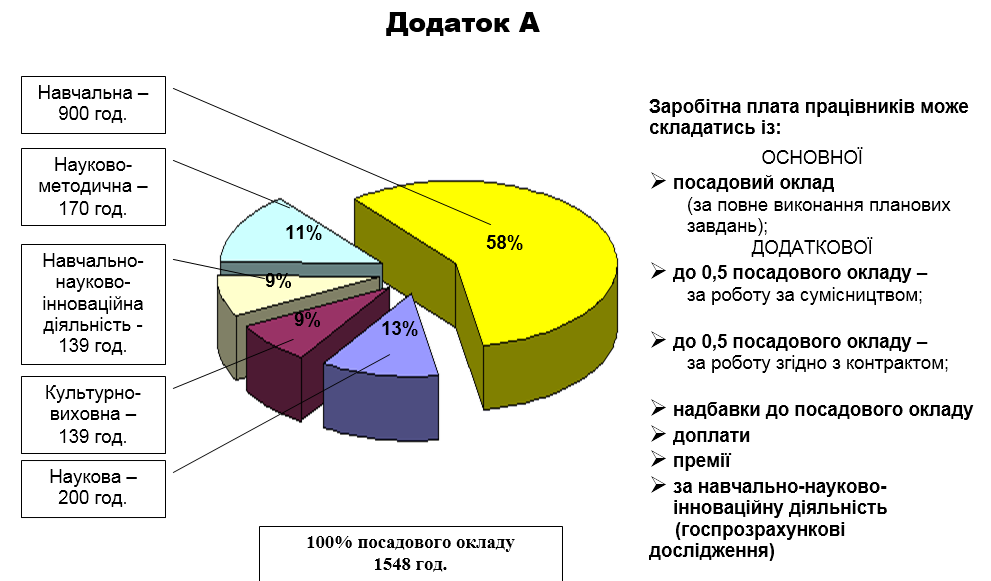 Додаток А
Навчальна –
900 год.
Науково-
методична –
170 год.
Навчально-
науково-
інноваційна
діяльність -
139 год.
Культурно-
виховна –
139 год.
Наукова –
200 год.
58%
11%
9%
9%
13%
100% посадового окладу
1548 год.
Заробітна плата працівників може
складатись із:
ОСНОВНОЇ
➢ посадовий оклад
(за повне виконання планових
завдань);
ДОДАТКОВОЇ
➢ до 0,5 посадового окладу –
за роботу за сумісництвом;
➢ до 0,5 посадового окладу –
за роботу згідно з контрактом;
➢ надбавки до посадового окладу
➢ доплати
➢ премії
➢ за навчально-науково-
інноваційну діяльність
(госпрозрахункові
дослідження)